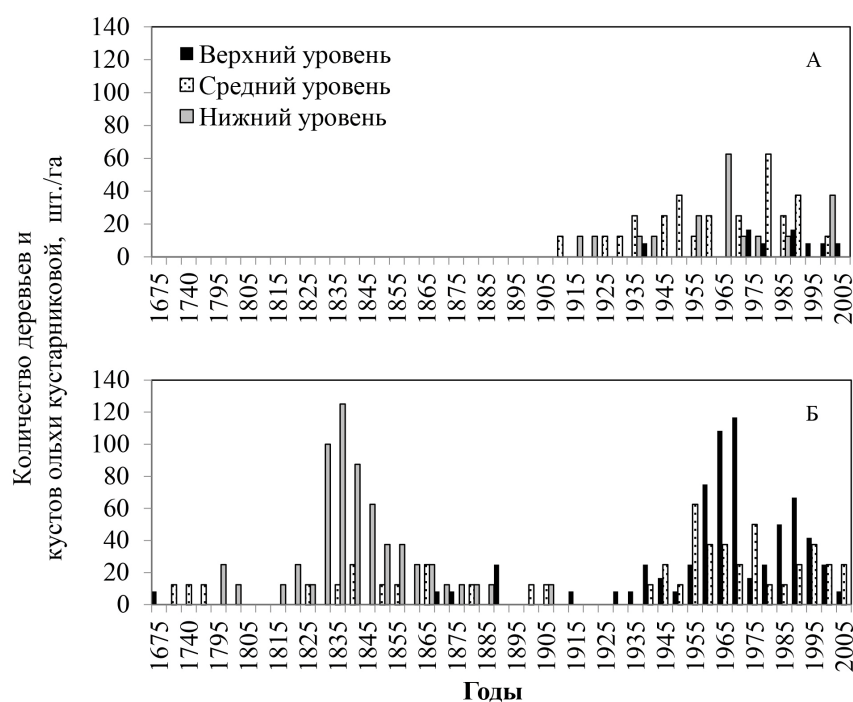 Количество деревьев и
кустов ольхи кустарниковой, шт./га
140
120
100
80
60
40
20
0
Верхний уровень
Средний уровень
Нижний уровень
А
1675 1740 1795 1805 1815 1825 1835 1845 1855 1865 1875 1885 1895 1905 1915 1925 1935 1945 1955 1965 1975 1985 1995 2005
140
120
100
80
60
40
20
0
Б
1675 1740 1795 1805 1815 1825 1835 1845 1855 1865 1875 1885 1895 1905 1915 1925 1935 1945 1955 1965 1975 1985 1995 2005
Годы